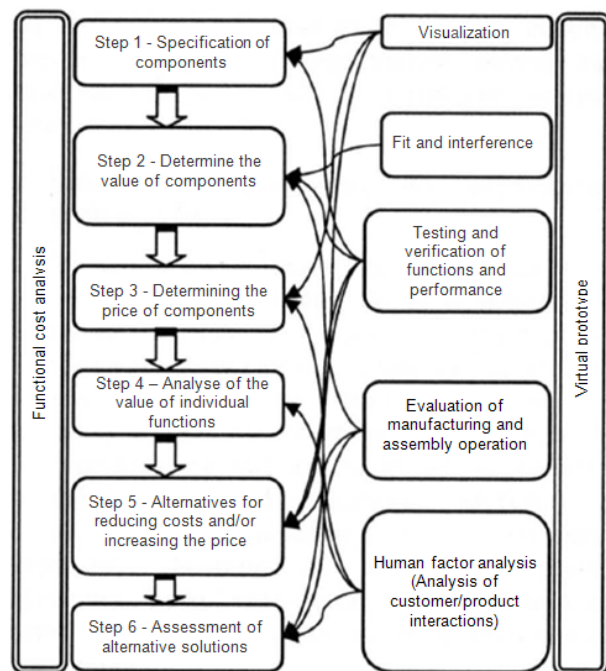 Functional cost analysis
Step 1 - Specification of
components
Step 2 - Determine the
value of components
Step 3 - Determining the
price of components
Step 4 – Analyse of the
value of individual
functions
Step 5 - Alternatives for
reducing costs and/or
increasing the price
Step 6 - Assessment of
alternative solutions
Visualization
Fit and interference
Testing and
verification of
functions and
performance
Evaluation of
manufacturing and
assembly operation
Human factor analysis
(Analysis of
customer/product
interactions)
Virtual prototype